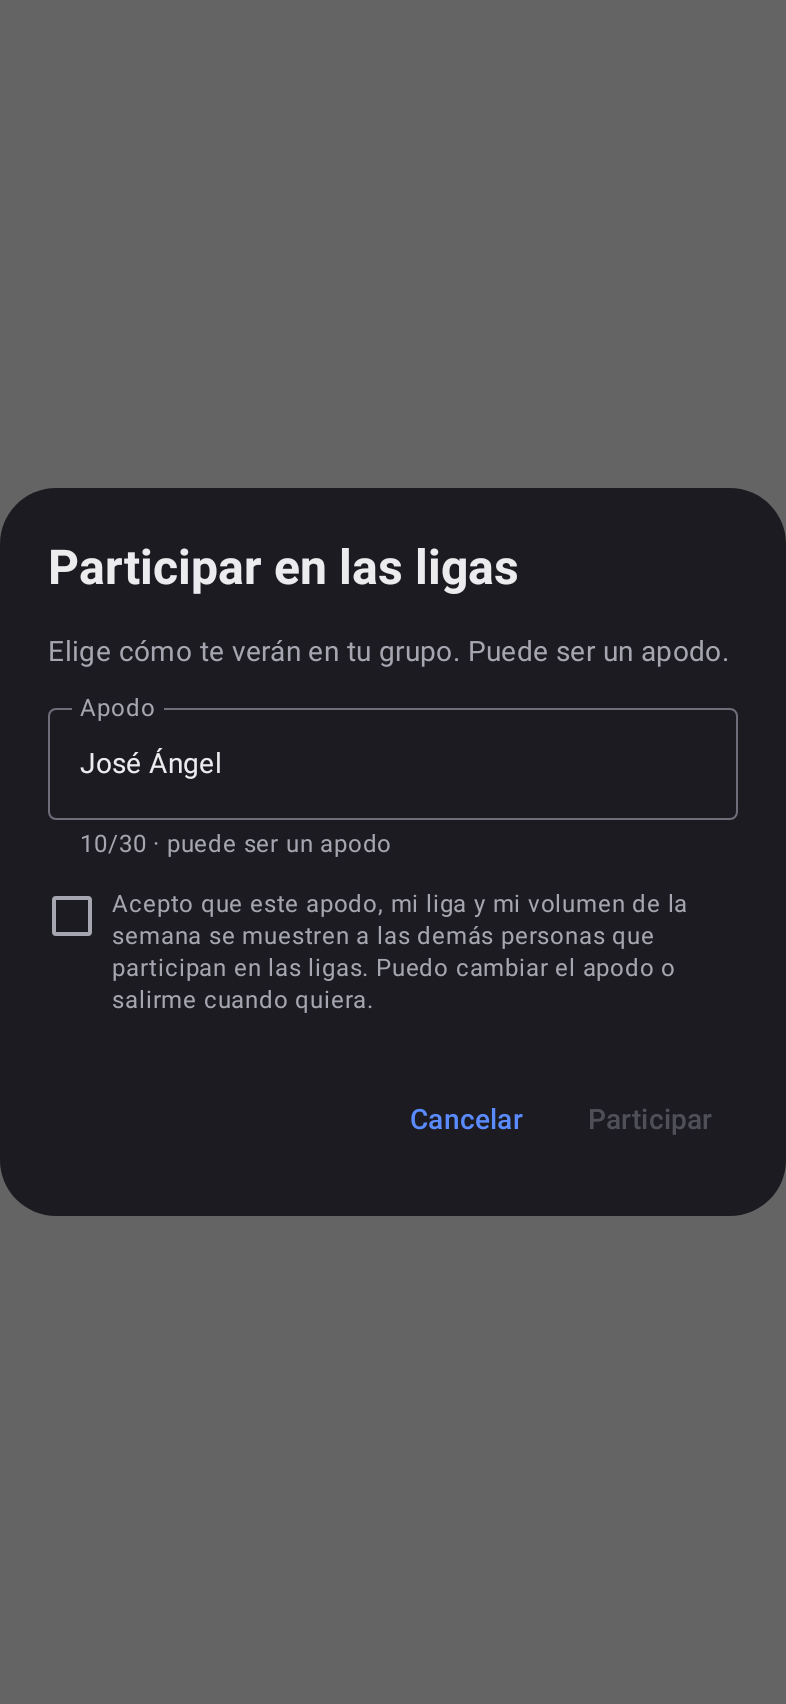 Participar en las ligas
Elige cómo te verán en tu grupo. Puede ser un apodo.
Apodo
José Ángel
10/30 · puede ser un apodo
Acepto que este apodo, mi liga y mi volumen de la
semana se muestren a las demás personas que
participan en las ligas. Puedo cambiar el apodo o
salirme cuando quiera.
Cancelar
Participar